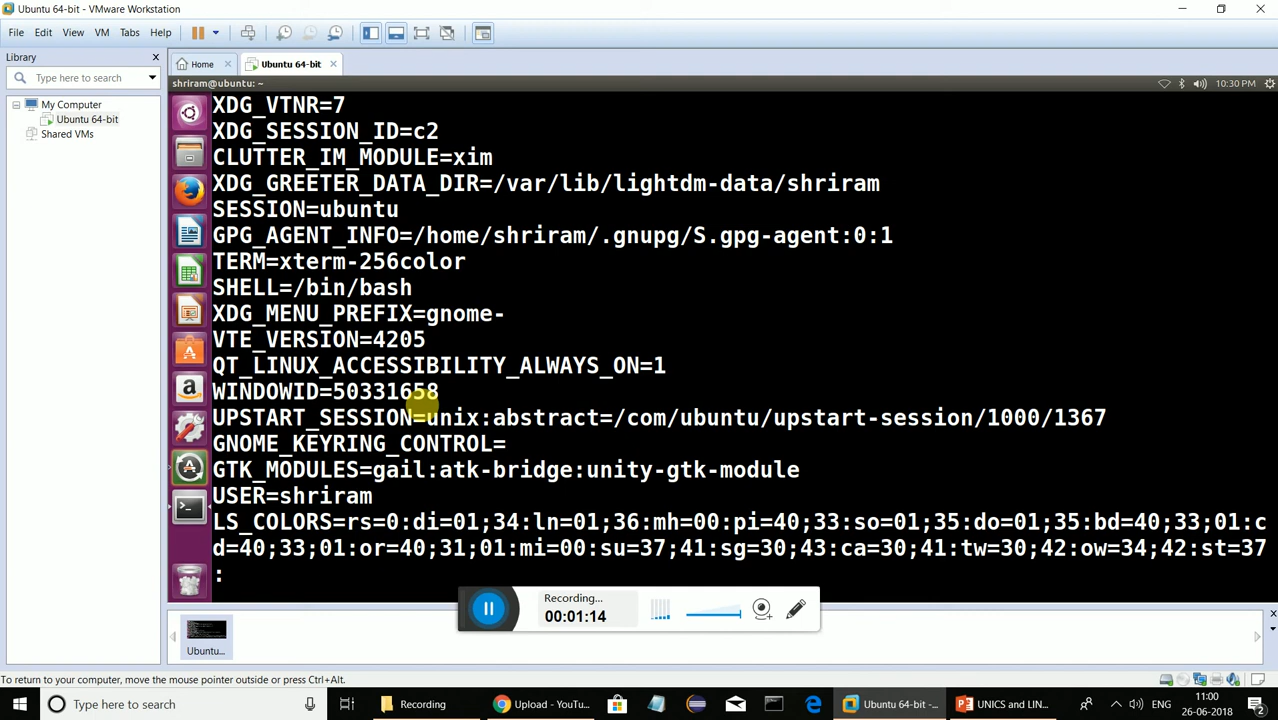 Ubuntu 64-bit - VMware Workstation
File Edit View VM Tabs Help
Library
Type here to search
My Computer
Ubuntu 64-bit
Shared VMs
Home
Ubuntu 64-bit
shriram@ubuntu: ~
10:30 PM
XDG_VTNR=7
XDG_SESSION_ID=c2
CLUTTER_IM_MODULE=xim
XDG_GREETER_DATA_DIR=/var/lib/lightdm-data/shriram
SESSION=ubuntu
GPG_AGENT_INFO=/home/shriram/.gnupg/S.gpg-agent:0:1
TERM=xterm-256color
SHELL=/bin/bash
XDG_MENU_PREFIX=gnome-
VTE_VERSION=4205
QT_LINUX_ACCESSIBILITY_ALWAYS_ON=1
WINDOWID=50331658
UPSTART_SESSION=unix:abstract=/com/ubuntu/upstart-session/1000/1367
GNOME_KEYRING_CONTROL=
GTK_MODULES=gail:atk-bridge:unity-gtk-module
USER=shriram
LS_COLORS=rs=0:di=01;34:ln=01;36:mh=00:pi=40;33:so=01;35:do=01;35:bd=40;33;01:c
d=40;33;01:or=40;31;01:mi=00:su=37;41:sg=30;43:ca=30;41:tw=30;42:ow=34;42:st=37
:
Recording...
00:01:14
Ubuntu...
To return to your computer, move the mouse pointer outside or press Ctrl+Alt.
Type here to search
Recording
Upload - YouTu...
Ubuntu 64-bit -...
UNICS and LIN...
ENG
11:00
26-06-2018
2